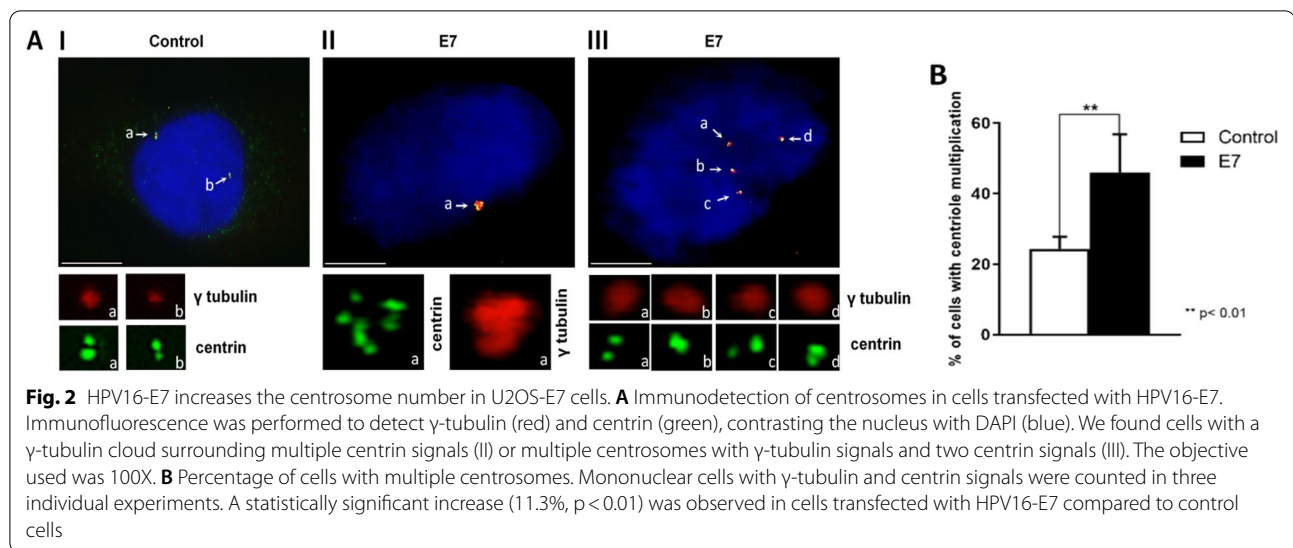 A I Control II E7 III E7
a
b
a
a
b
c
d
a b γ tubulin
a b centrin
a centrin a γ tubulin
a b c d γ tubulin
a b c d centrin
B
% of cells with centriole multiplication
60
40
20
0
**
Control
E7
** p< 0.01
Fig. 2 HPV16-E7 increases the centrosome number in U2OS-E7 cells. A Immunodetection of centrosomes in cells transfected with HPV16-E7.
Immunofluorescence was performed to detect γ-tubulin (red) and centrin (green), contrasting the nucleus with DAPI (blue). We found cells with a
γ-tubulin cloud surrounding multiple centrin signals (II) or multiple centrosomes with γ-tubulin signals and two centrin signals (III). The objective
used was 100X. B Percentage of cells with multiple centrosomes. Mononuclear cells with γ-tubulin and centrin signals were counted in three
individual experiments. A statistically significant increase (11.3%, p < 0.01) was observed in cells transfected with HPV16-E7 compared to control
cells